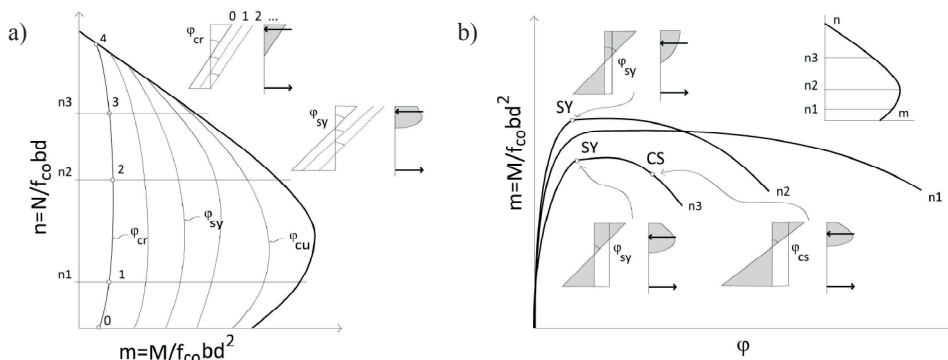 a)
0 1 2 ...
φcr
4
n3
3
φsy
n2
2
φcr
φsy
φcu
n1
1
0
n=N/fcobd
m=M/fcobd²
b)
φsy
n
n3
n2
n1
m
SY
SY
CS
n2
n1
n3
φsy
φcs
m=M/fcobd²
φ